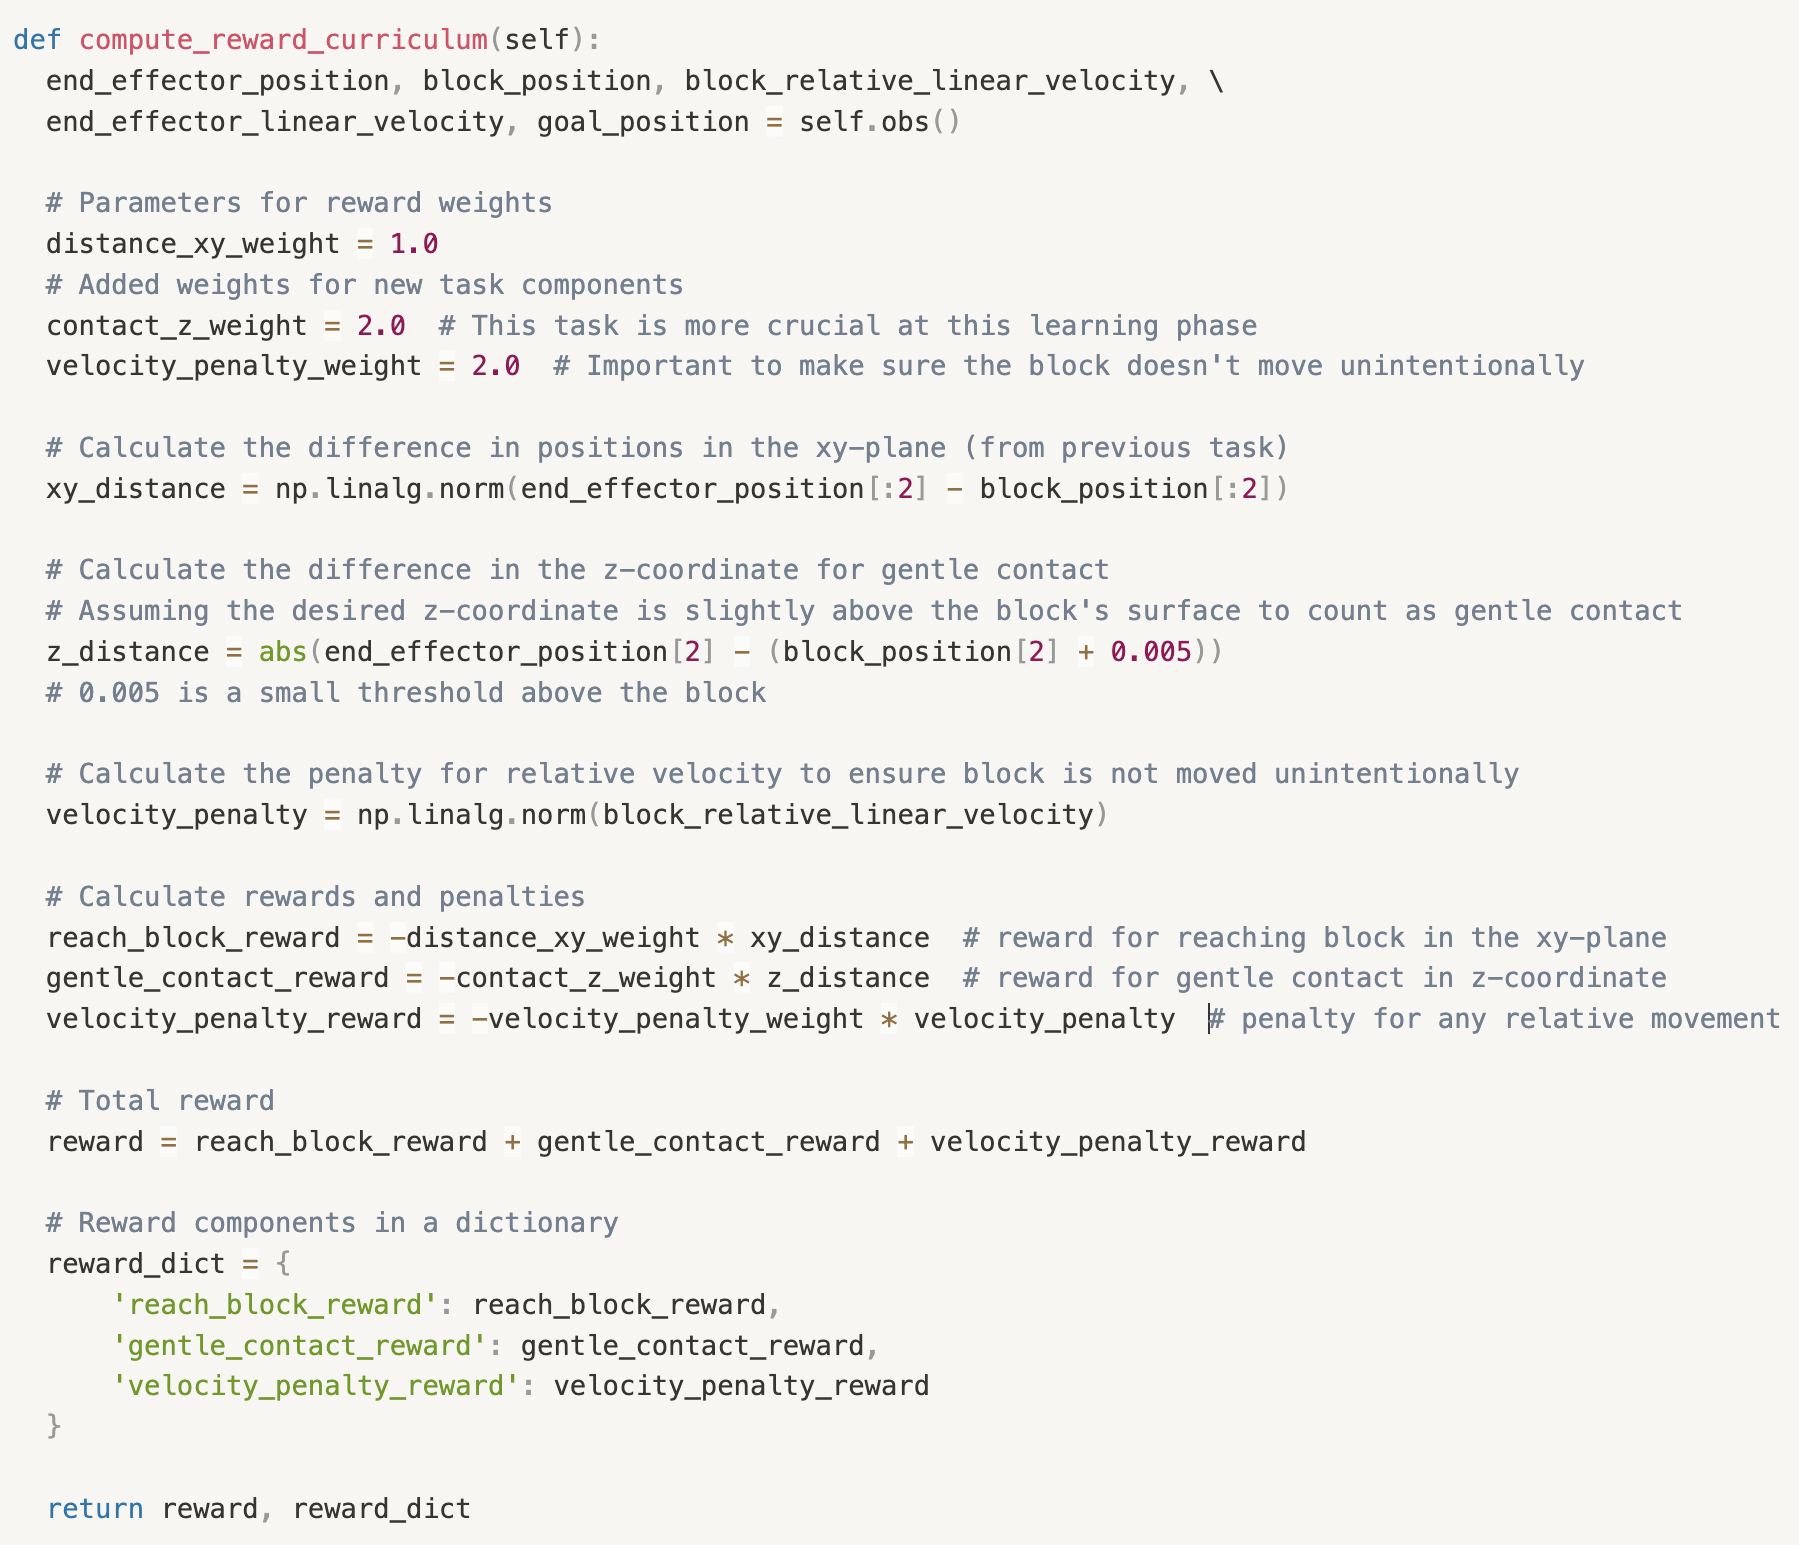 def compute_reward_curriculum(self):
  end_effector_position, block_position, block_relative_linear_velocity, \
  end_effector_linear_velocity, goal_position = self.obs()

  # Parameters for reward weights
  distance_xy_weight = 1.0
  # Added weights for new task components
  contact_z_weight = 2.0  # This task is more crucial at this learning phase
  velocity_penalty_weight = 2.0  # Important to make sure the block doesn't move unintentionally

  # Calculate the difference in positions in the xy-plane (from previous task)
  xy_distance = np.linalg.norm(end_effector_position[:2] - block_position[:2])

  # Calculate the difference in the z-coordinate for gentle contact
  # Assuming the desired z-coordinate is slightly above the block's surface to count as gentle contact
  z_distance = abs(end_effector_position[2] - (block_position[2] + 0.005))
  # 0.005 is a small threshold above the block

  # Calculate the penalty for relative velocity to ensure block is not moved unintentionally
  velocity_penalty = np.linalg.norm(block_relative_linear_velocity)

  # Calculate rewards and penalties
  reach_block_reward = -distance_xy_weight * xy_distance  # reward for reaching block in the xy-plane
  gentle_contact_reward = -contact_z_weight * z_distance  # reward for gentle contact in z-coordinate
  velocity_penalty_reward = -velocity_penalty_weight * velocity_penalty  # penalty for any relative movement

  # Total reward
  reward = reach_block_reward + gentle_contact_reward + velocity_penalty_reward

  # Reward components in a dictionary
  reward_dict = {
      'reach_block_reward': reach_block_reward,
      'gentle_contact_reward': gentle_contact_reward,
      'velocity_penalty_reward': velocity_penalty_reward
  }

  return reward, reward_dict